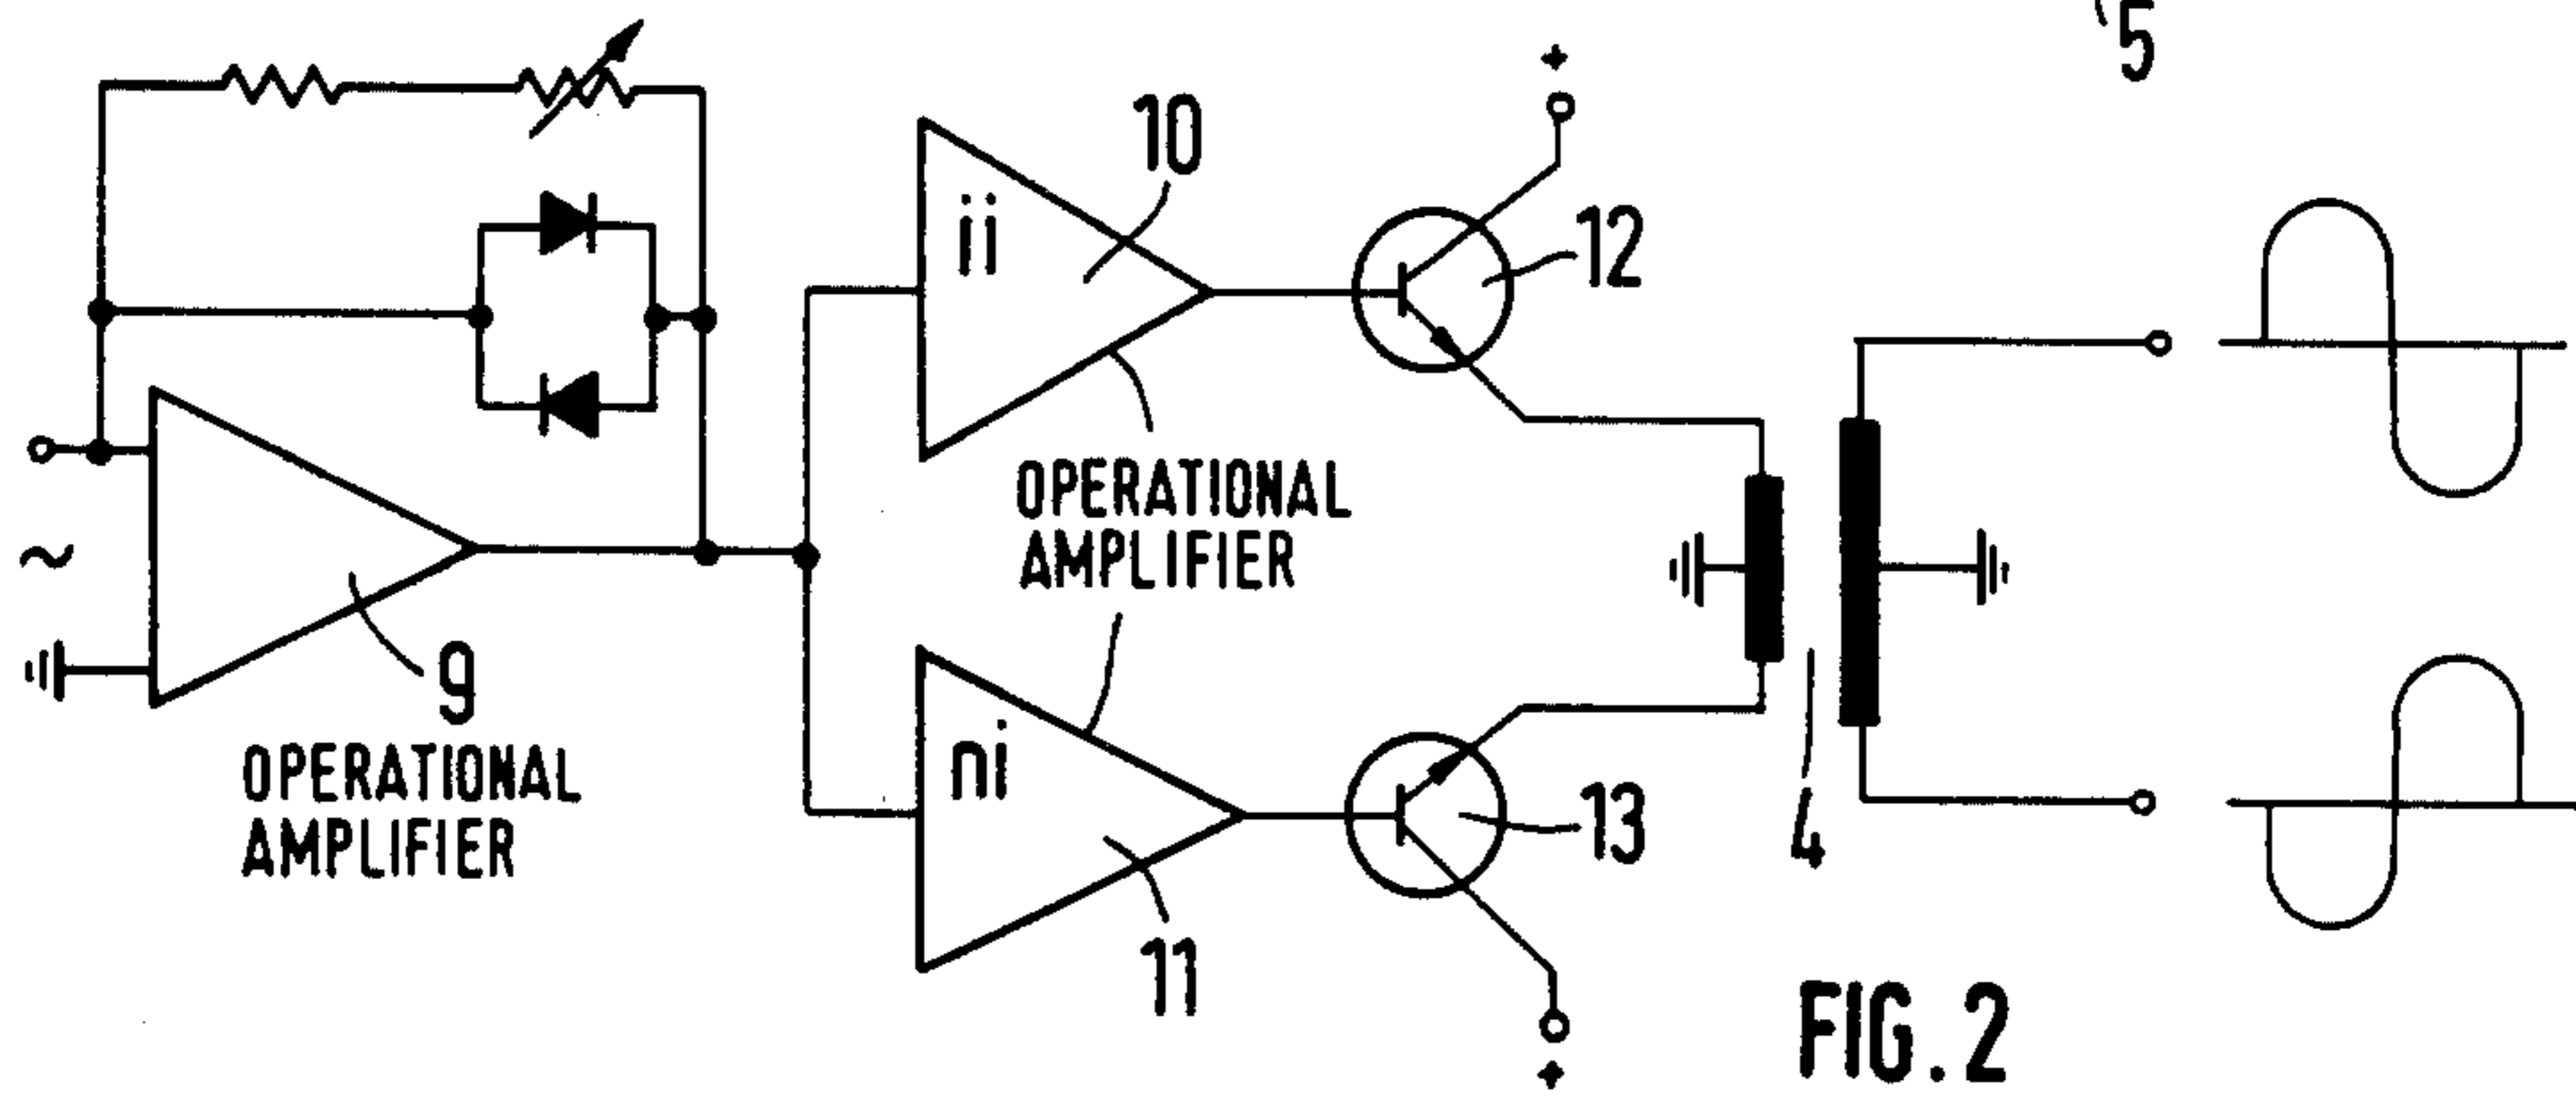 5
+
10
ii
12
OPERATIONAL
AMPLIFIER
~
9
OPERATIONAL
AMPLIFIER
ni
13
4
11
+
FIG. 2